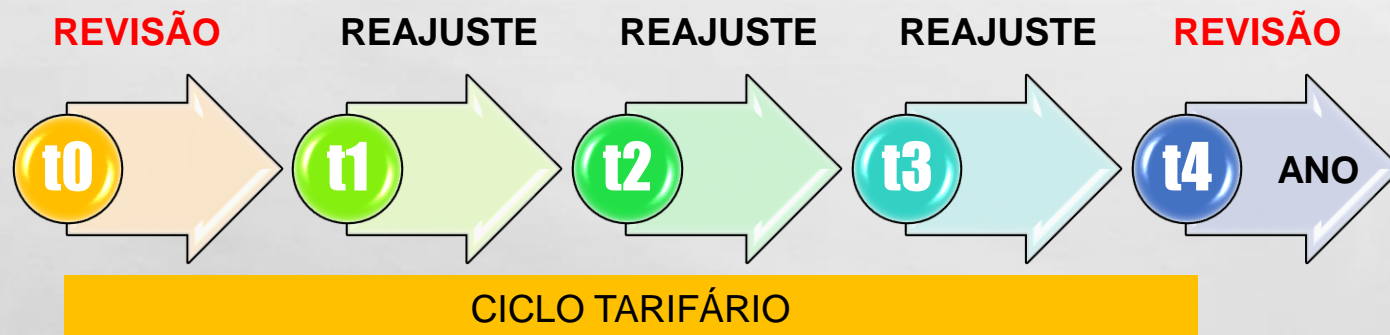 REVISÃO REAJUSTE REAJUSTE REAJUSTE REVISÃO
t0 t1 t2 t3 t4 ANO
CICLO TARIFÁRIO